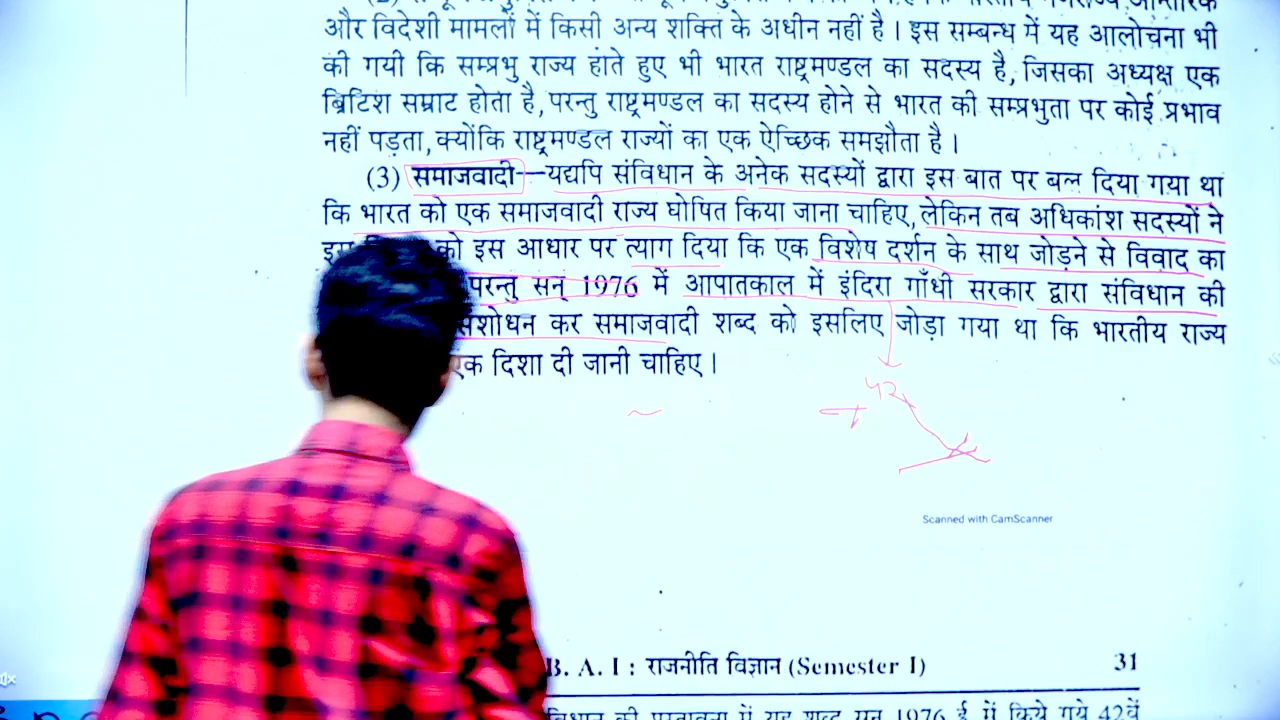 और विदेशी मामलों में किसी अन्य शक्ति के अधीन नहीं है। इस सम्बन्ध में यह आलोचना भी
की गयी कि सम्प्रभु राज्य होते हुए भी भारत राष्ट्रमण्डल का सदस्य है, जिसका अध्यक्ष एक
ब्रिटिश सम्राट होता है, परन्तु राष्ट्रमण्डल का सदस्य होने से भारत की सम्प्रभुता पर कोई प्रभाव
नहीं पड़ता, क्योंकि राष्ट्रमण्डल राज्यों का एक ऐच्छिक समझौता है।
(3) समाजवादी—यद्यपि संविधान के अनेक सदस्यों द्वारा इस बात पर बल दिया गया था
कि भारत को एक समाजवादी राज्य घोषित किया जाना चाहिए, लेकिन तब अधिकांश सदस्यों ने
को इस आधार पर त्याग दिया कि एक विशेष दर्शन के साथ जोड़ने से विवाद का
परन्तु सन् 1976 में आपातकाल में इंदिरा गाँधी सरकार द्वारा संविधान की
संशोधन कर समाजवादी शब्द को इसलिए जोड़ा गया था कि भारतीय राज्य
एक दिशा दी जानी चाहिए।
42
Scanned with CamScanner
B. A. I : राजनीति विज्ञान (Semester I) 31
में यह शब्द सन् 1976 ई. में किये गये 42वें